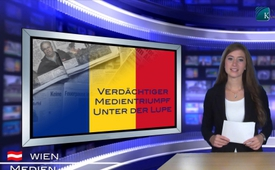 Verdächtiger
Medientriumpf
Unter der Lupe
WIEN
Medien